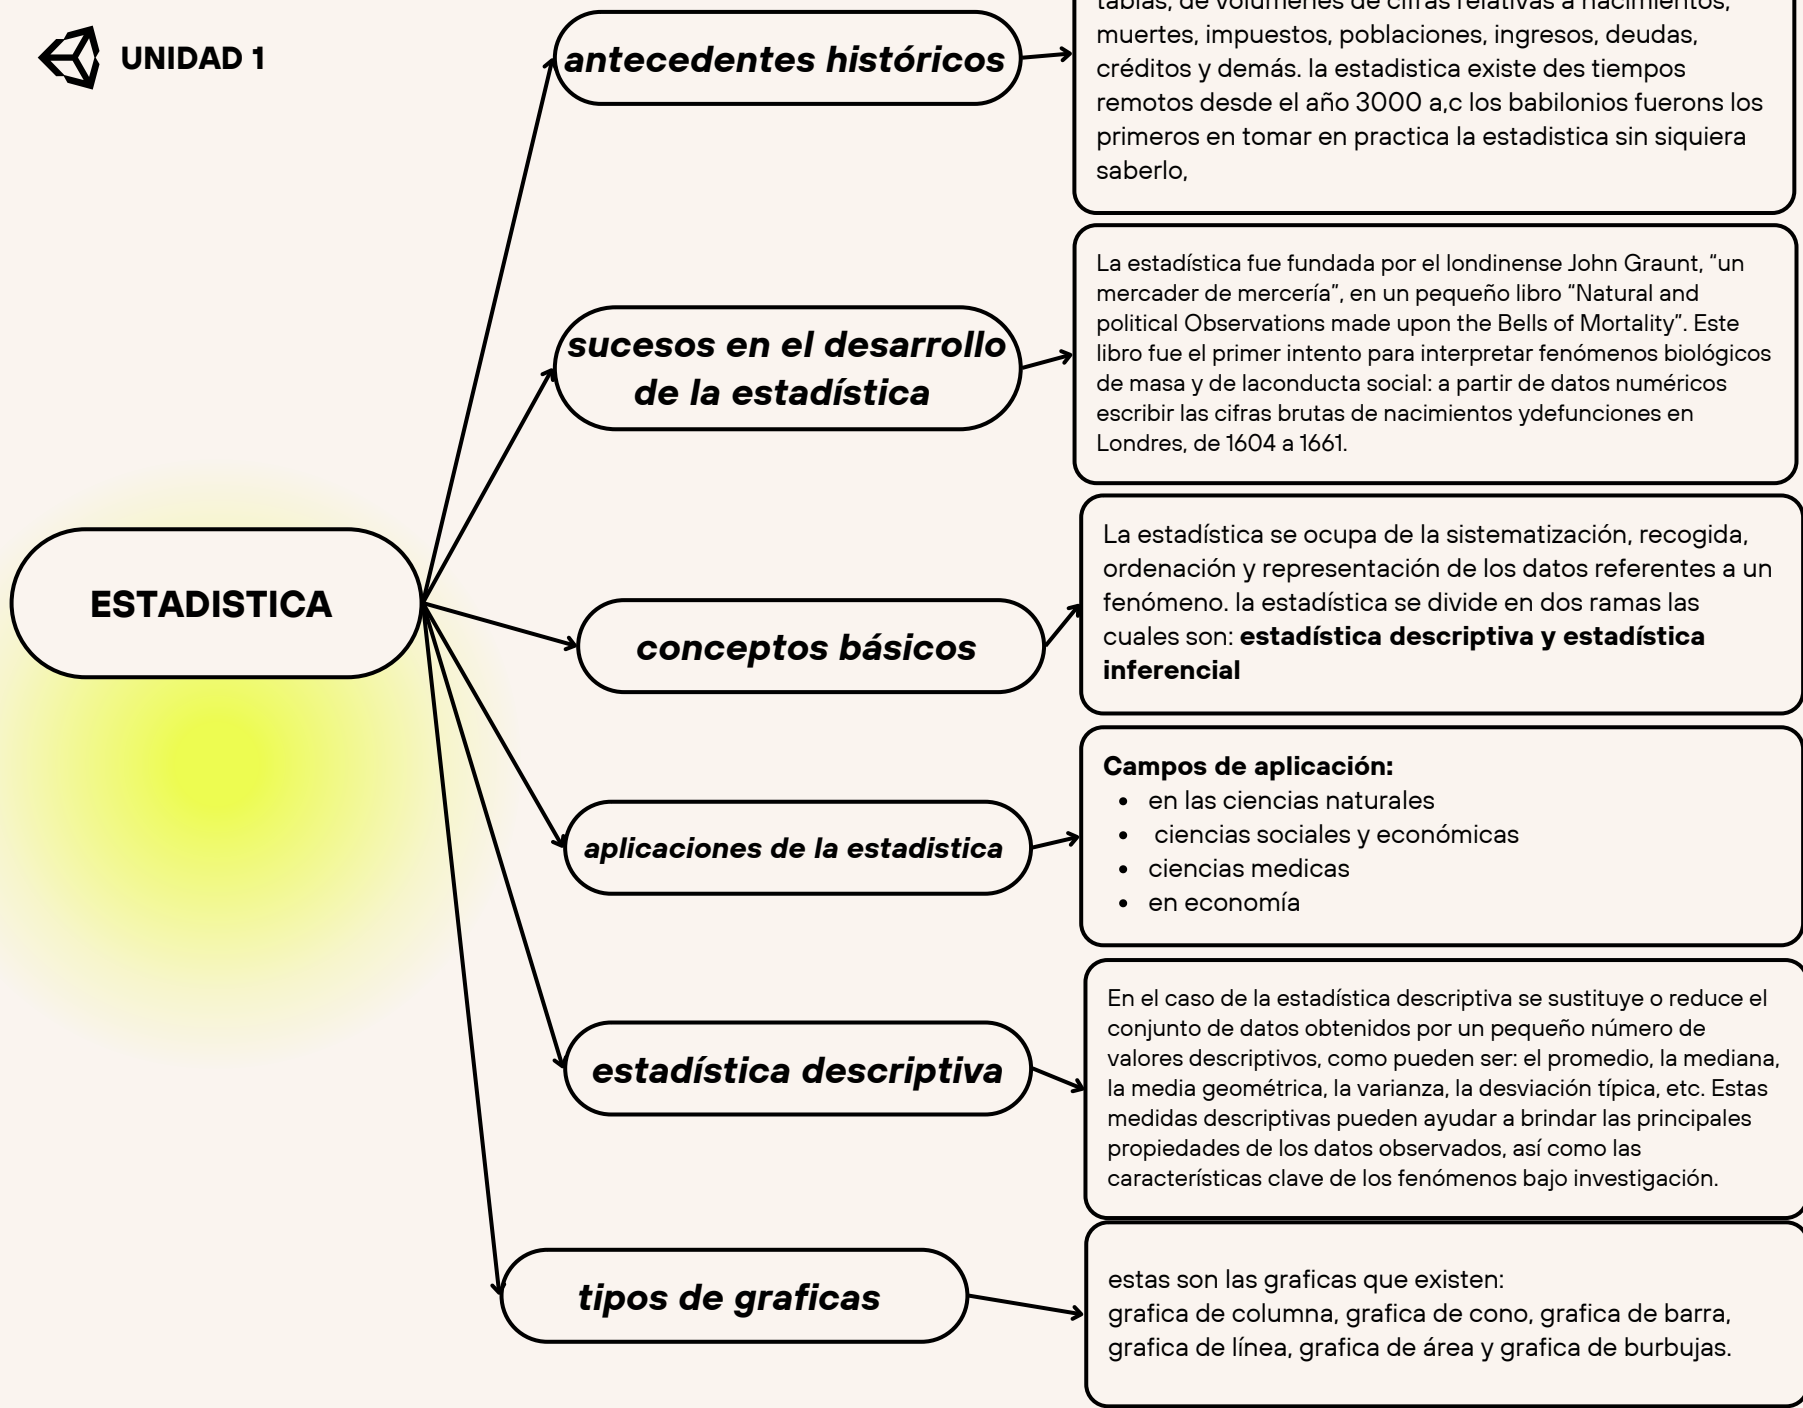 UNIDAD 1
antecedentes históricos
tablas, de volúmenes de cifras relativas a nacimientos,
muertes, impuestos, poblaciones, ingresos, deudas,
créditos y demás. la estadistica existe des tiempos
remotos desde el año 3000 a,c los babilonios fuerons los
primeros en tomar en practica la estadistica sin siquiera
saberlo,
sucesos en el desarrollo
de la estadística
La estadística fue fundada por el londinense John Graunt, “un
mercader de mercería”, en un pequeño libro “Natural and
political Observations made upon the Bells of Mortality”. Este
libro fue el primer intento para interpretar fenómenos biológicos
de masa y de laconducta social: a partir de datos numéricos
escribir las cifras brutas de nacimientos ydefunciones en
Londres, de 1604 a 1661.
ESTADISTICA
conceptos básicos
La estadística se ocupa de la sistematización, recogida,
ordenación y representación de los datos referentes a un
fenómeno. la estadística se divide en dos ramas las
cuales son: estadística descriptiva y estadística
inferencial
aplicaciones de la estadistica
Campos de aplicación:
• en las ciencias naturales
• ciencias sociales y económicas
• ciencias medicas
• en economía
estadística descriptiva
En el caso de la estadística descriptiva se sustituye o reduce el
conjunto de datos obtenidos por un pequeño número de
valores descriptivos, como pueden ser: el promedio, la mediana,
la media geométrica, la varianza, la desviación típica, etc. Estas
medidas descriptivas pueden ayudar a brindar las principales
propiedades de los datos observados, así como las
características clave de los fenómenos bajo investigación.
tipos de graficas
estas son las graficas que existen:
grafica de columna, grafica de cono, grafica de barra,
grafica de línea, grafica de área y grafica de burbujas.